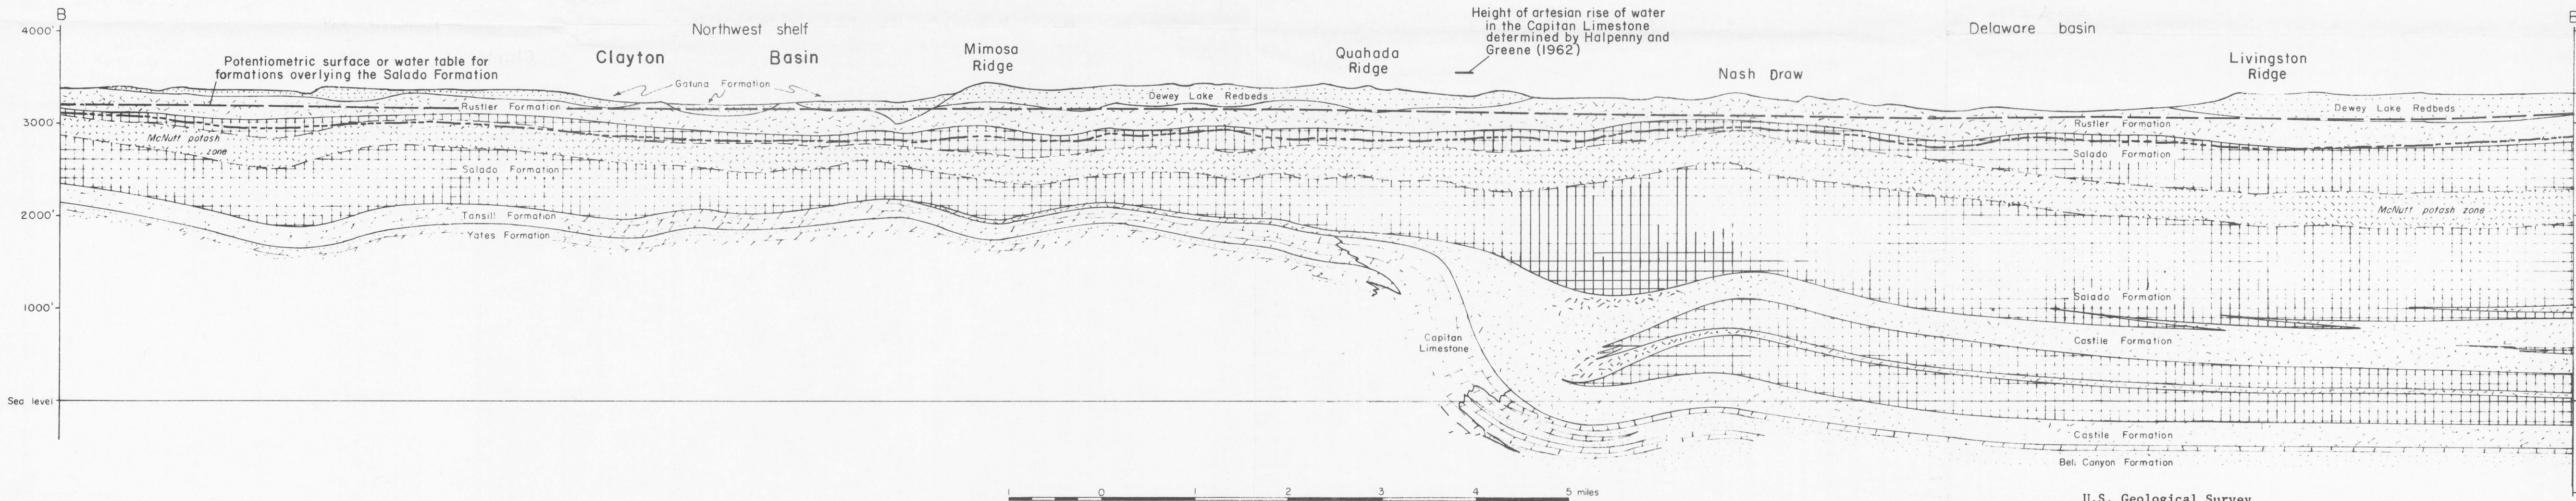 B
4000'
3000'
2000'
1000'
Sea level
Northwest shelf
Clayton Basin
Mimosa
Ridge
Quahada
Ridge
Height of artesian rise of water
in the Capitan Limestone
determined by Halpenny and
Greene (1962)
Nash Draw
Delaware basin
Livingston
Ridge
Potentiometric surface or water table for
formations overlying the Salado Formation
Gatuna Formation
Rustler Formation
Dewey Lake Redbeds
Dewey Lake Redbeds
Rustler Formation
McNutt potash
zone
Salado Formation
Salado Formation
Tansill Formation
Yates Formation
McNutt potash zone
Salado Formation
Capitan
Limestone
Castile Formation
Castile Formation
Bell Canyon Formation
1 0 1 2 3 4 5 miles
U.S. Geological Survey